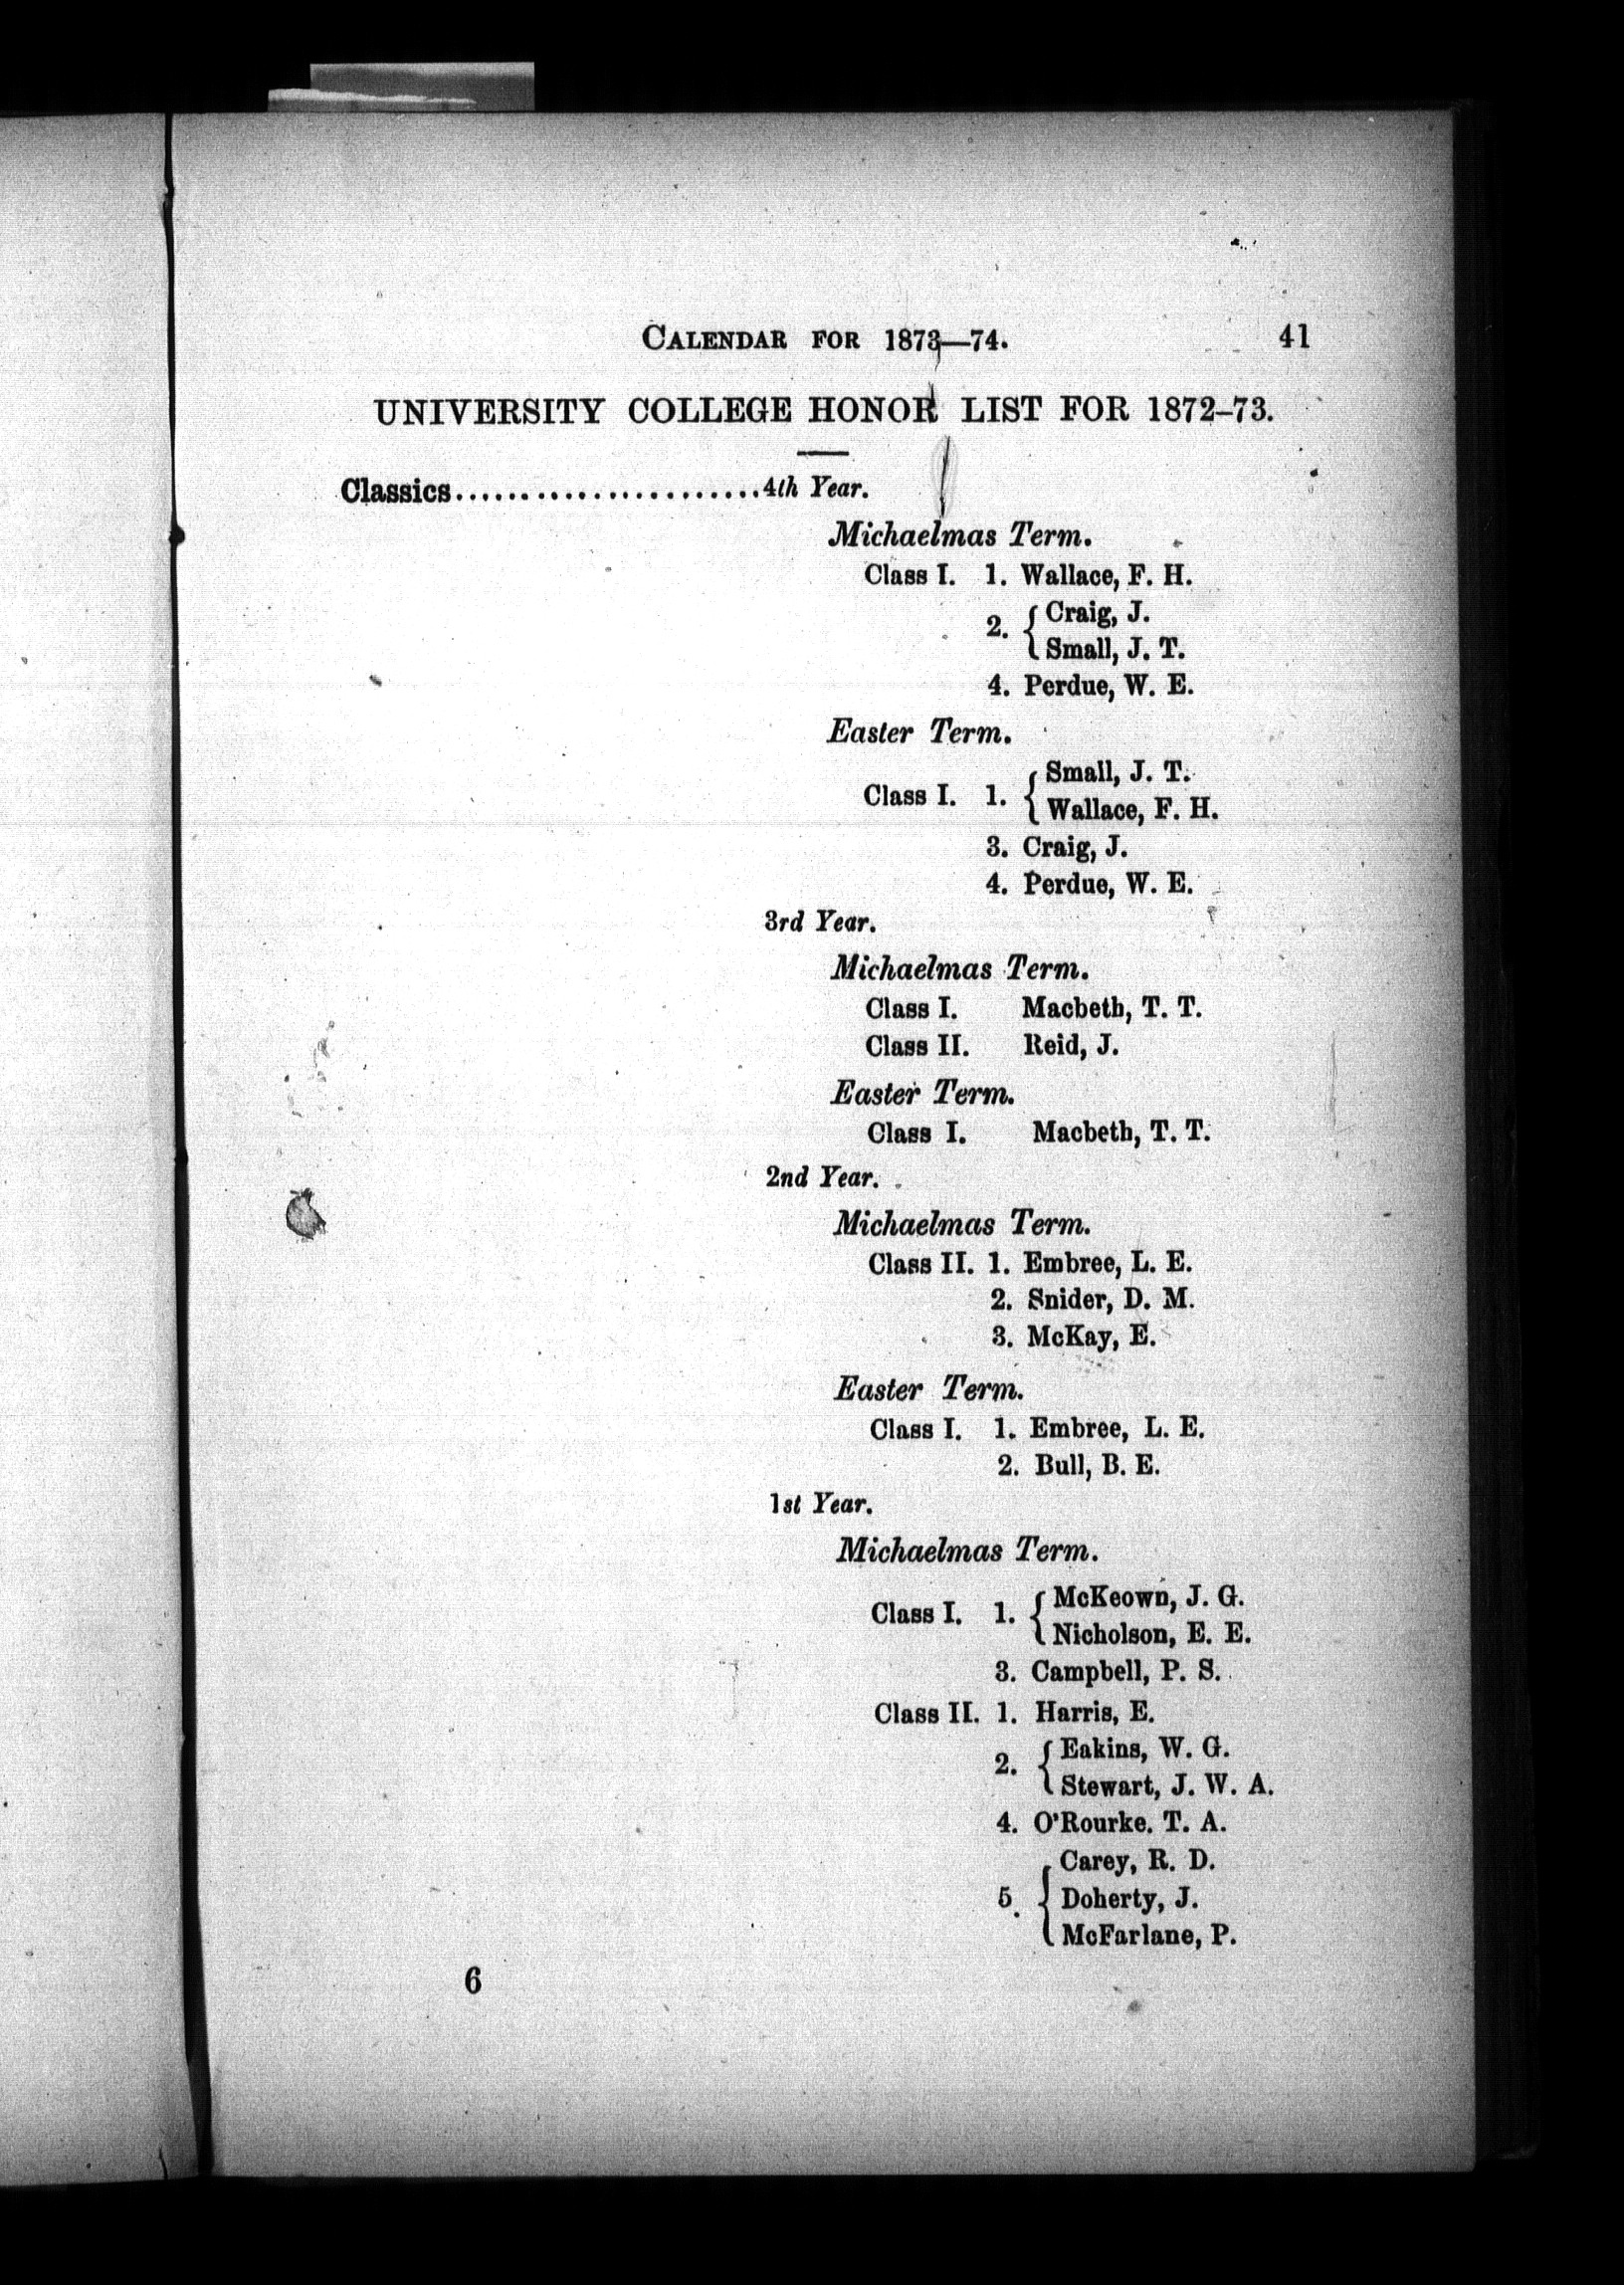 CALENDAR FOR 1873—74. 41
UNIVERSITY COLLEGE HONOR LIST FOR 1872–73.
Classics.......................4th Year.
Michaelmas Term.
Class I. 1. Wallace, F. H.
2. { Craig, J.
Small, J. T.
4. Perdue, W. E.
Easter Term.
Class I. 1. { Small, J. T.
Wallace, F. H.
3. Craig, J.
4. Perdue, W. E.
3rd Year.
Michaelmas Term.
Class I. Macbeth, T. T.
Class II. Reid, J.
Easter Term.
Class I. Macbeth, T. T.
2nd Year.
Michaelmas Term.
Class II. 1. Embree, L. E.
2. Snider, D. M.
3. McKay, E.
Easter Term.
Class I. 1. Embree, L. E.
2. Bull, B. E.
1st Year.
Michaelmas Term.
Class I. 1. { McKeown, J. G.
Nicholson, E. E.
3. Campbell, P. S.
Class II. 1. Harris, E.
2. { Eakins, W. G.
Stewart, J. W. A.
4. O'Rourke. T. A.
Carey, R. D.
5. { Doherty, J.
McFarlane, P.
6